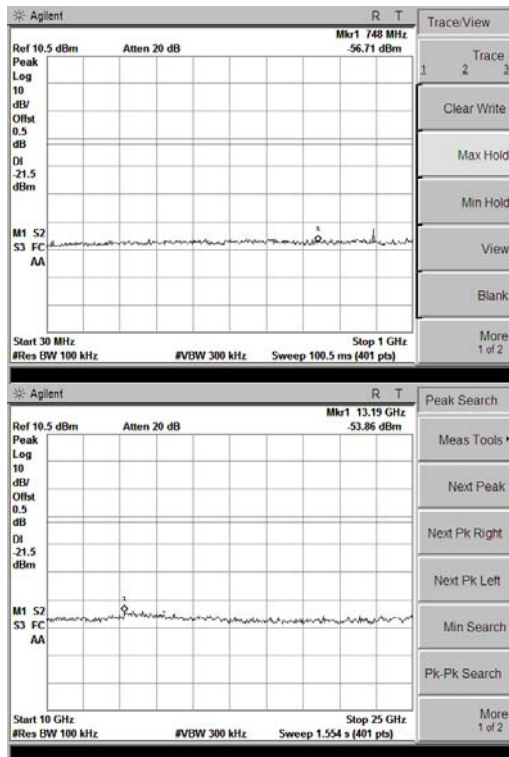 Agilent R T
Mkr1 748 MHz
Ref 10.5 dBm Atten 20 dB -56.71 dBm
Peak
Log
10
dB/
Offst
0.5
dB
DI
-21.5
dBm
M1 S2
S3 FC
AA
1
Start 30 MHz Stop 1 GHz
#Res BW 100 kHz #VBW 300 kHz Sweep 100.5 ms (401 pts)
Trace/View
Trace
1 2 3
Clear Write
Max Hold
Min Hold
View
Blank
More
1 of 2
Agilent R T
Mkr1 13.19 GHz
Ref 10.5 dBm Atten 20 dB -53.86 dBm
Peak
Log
10
dB/
Offst
0.5
dB
DI
-21.5
dBm
M1 S2
S3 FC
AA
1
Start 10 GHz Stop 25 GHz
#Res BW 100 kHz #VBW 300 kHz Sweep 1.554 s (401 pts)
Peak Search
Meas Tools
Next Peak
Next Pk Right
Next Pk Left
Min Search
Pk-Pk Search
More
1 of 2